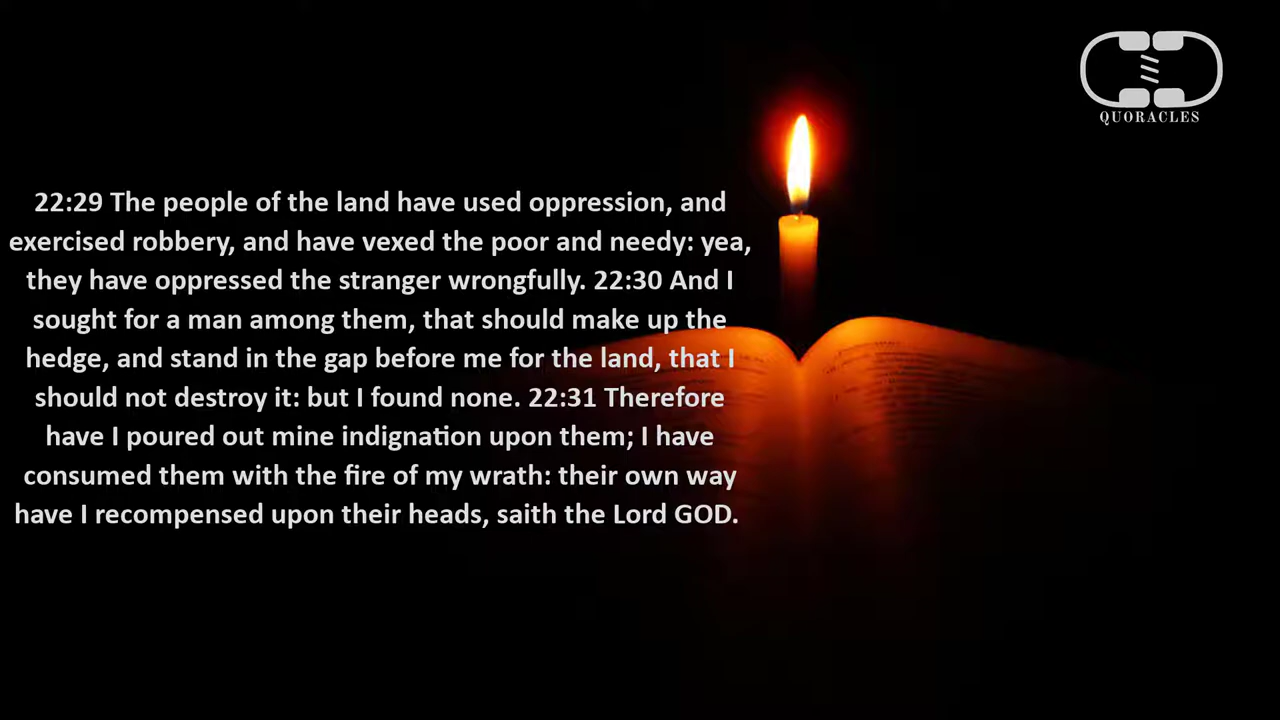 QUORACLES
22:29 The people of the land have used oppression, and
exercised robbery, and have vexed the poor and needy: yea,
they have oppressed the stranger wrongfully. 22:30 And I
sought for a man among them, that should make up the
hedge, and stand in the gap before me for the land, that I
should not destroy it: but I found none. 22:31 Therefore
have I poured out mine indignation upon them; I have
consumed them with the fire of my wrath: their own way
have I recompensed upon their heads, saith the Lord GOD.